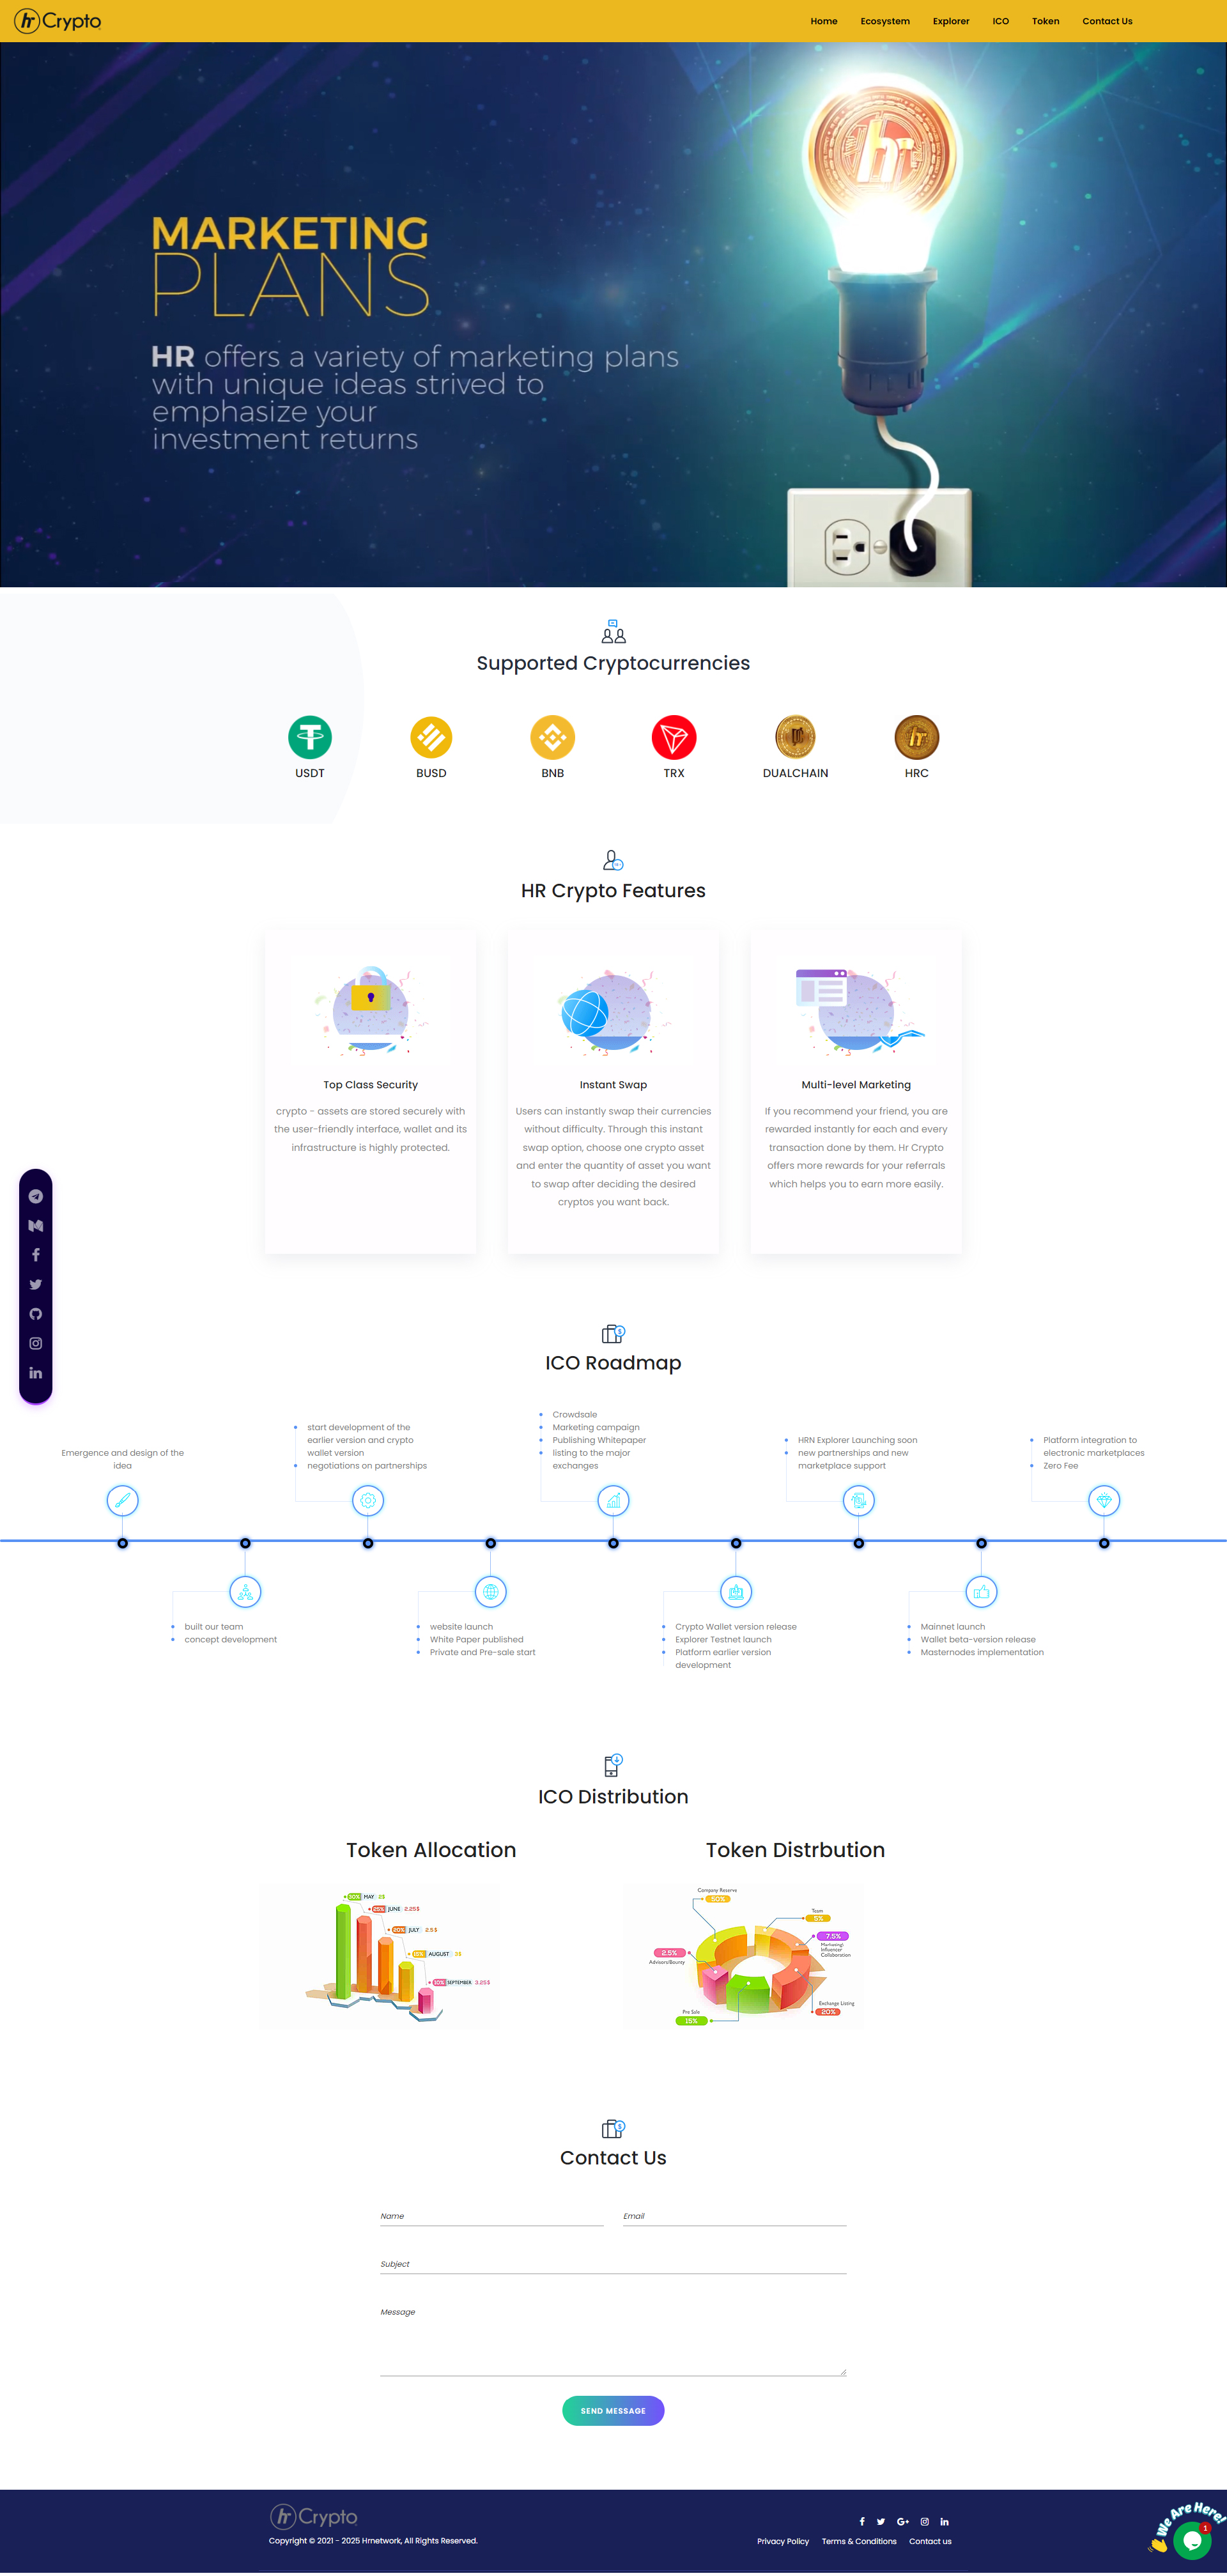 hr Crypto
Home Ecosystem Explorer ICO Token Contact Us
hr
MARKETING
PLANS
HR offers a variety of marketing plans
with unique ideas strived to
emphasize your
investment returns
Supported Cryptocurrencies
USDT BUSD BNB TRX DUALCHAIN HRC
HR Crypto Features
Top Class Security
crypto - assets are stored securely with
the user-friendly interface, wallet and its
infrastructure is highly protected.
Instant Swap
Users can instantly swap their currencies
without difficulty. Through this instant
swap option, choose one crypto asset
and enter the quantity of asset you want
to swap after deciding the desired
cryptos you want back.
Multi-level Marketing
If you recommend your friend, you are
rewarded instantly for each and every
transaction done by them. Hr Crypto
offers more rewards for your referrals
which helps you to earn more easily.
ICO Roadmap
Emergence and design of the
idea
start development of the
earlier version and crypto
wallet version
negotiations on partnerships
Crowdsale
Marketing campaign
Publishing Whitepaper
listing to the major
exchanges
HRN Explorer Launching soon
new partnerships and new
marketplace support
Platform integration to
electronic marketplaces
Zero Fee
built our team
concept development
website launch
White Paper published
Private and Pre-sale start
Crypto Wallet version release
Explorer Testnet launch
Platform earlier version
development
Mainnet launch
Wallet beta-version release
Masternodes implementation
ICO Distribution
Token Allocation
30% MAY 2$
25% JUNE 2.25$
20% JULY 2.5$
AUGUST 3$
10% SEPTEMBER 3.25$
Token Distrbution
Company Reserve
50%
Team
5%
7.5%
Marketing\
Influencer
Collaboration
2.5%
Advisors\Bounty
Exchange Listing
20%
Pre Sale
15%
Contact Us
Name
Email
Subject
Message
SEND MESSAGE
hr Crypto
Copyright © 2021 - 2025 Hrnetwork, All Rights Reserved.
Privacy Policy Terms & Conditions Contact us
We Are Here!
1